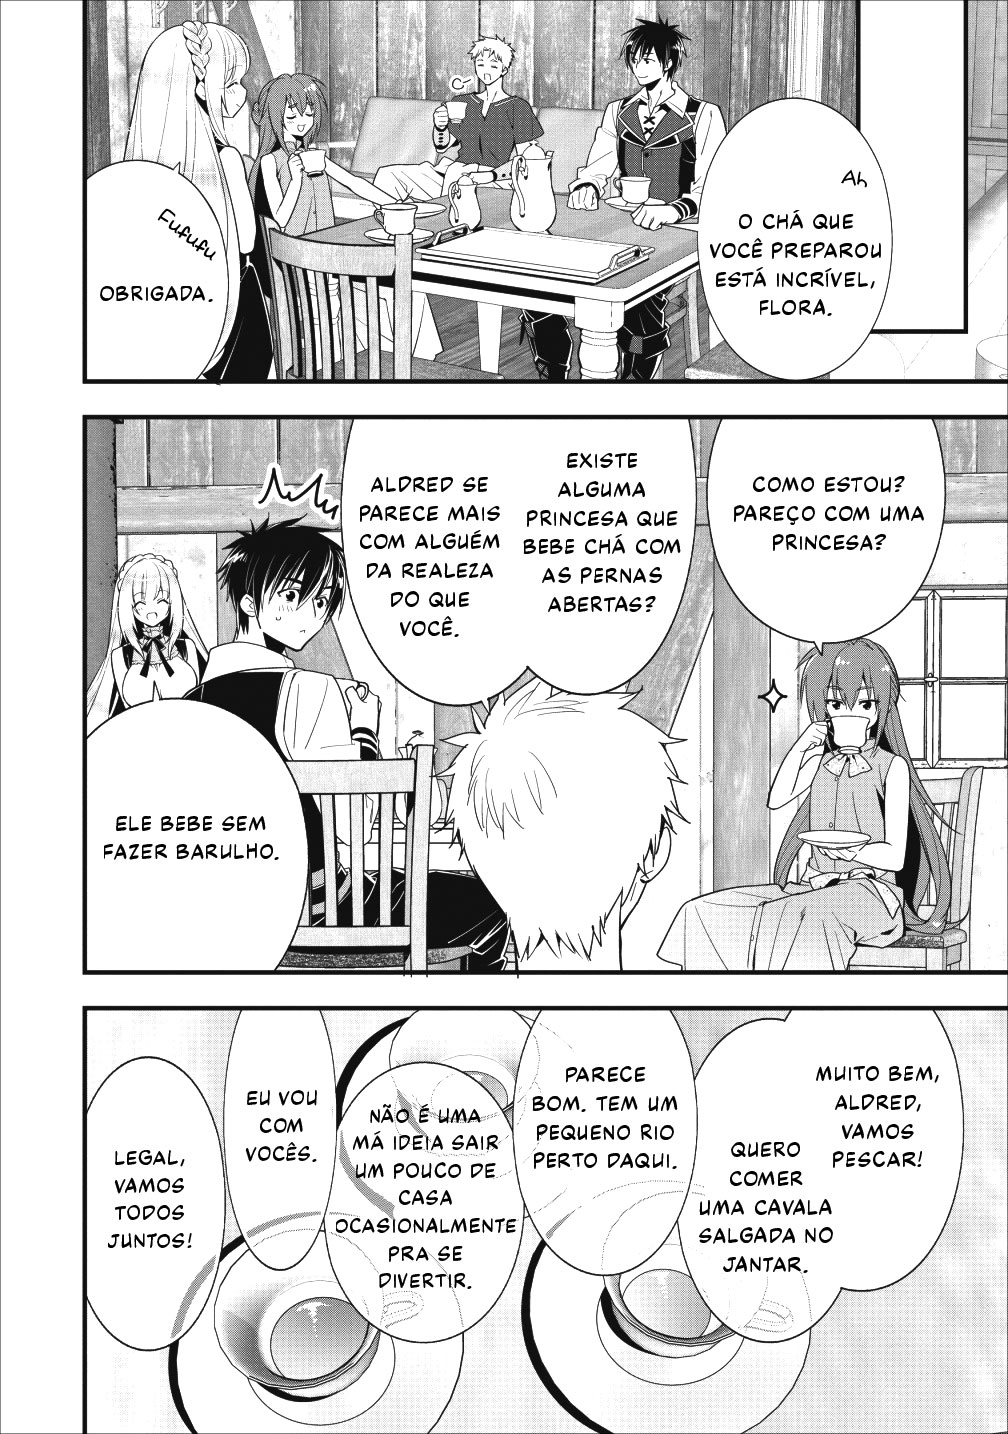 Ah
O CHÁ QUE
VOCÊ PREPAROU
ESTÁ INCRÍVEL,
FLORA.
Fufufu
OBRIGADA.
COMO ESTOU?
PAREÇO COM UMA
PRINCESA?
EXISTE
ALGUMA
PRINCESA QUE
BEBE CHÁ COM
AS PERNAS
ABERTAS?
ALDRED SE
PARECE MAIS
COM ALGUÉM
DA REALEZA
DO QUE
VOCÊ.
ELE BEBE SEM
FAZER BARULHO.
MUITO BEM,
ALDRED,
VAMOS
PESCAR!
QUERO
COMER
UMA CAVALA
SALGADA NO
JANTAR.
PARECE
BOM. TEM UM
PEQUENO RIO
PERTO DAQUI.
NÃO É UMA
MÁ IDEIA SAIR
UM POUCO DE
CASA
OCASIONALMENTE
PRA SE
DIVERTIR.
EU VOU
COM
VOCÊS.
LEGAL,
VAMOS
TODOS
JUNTOS!